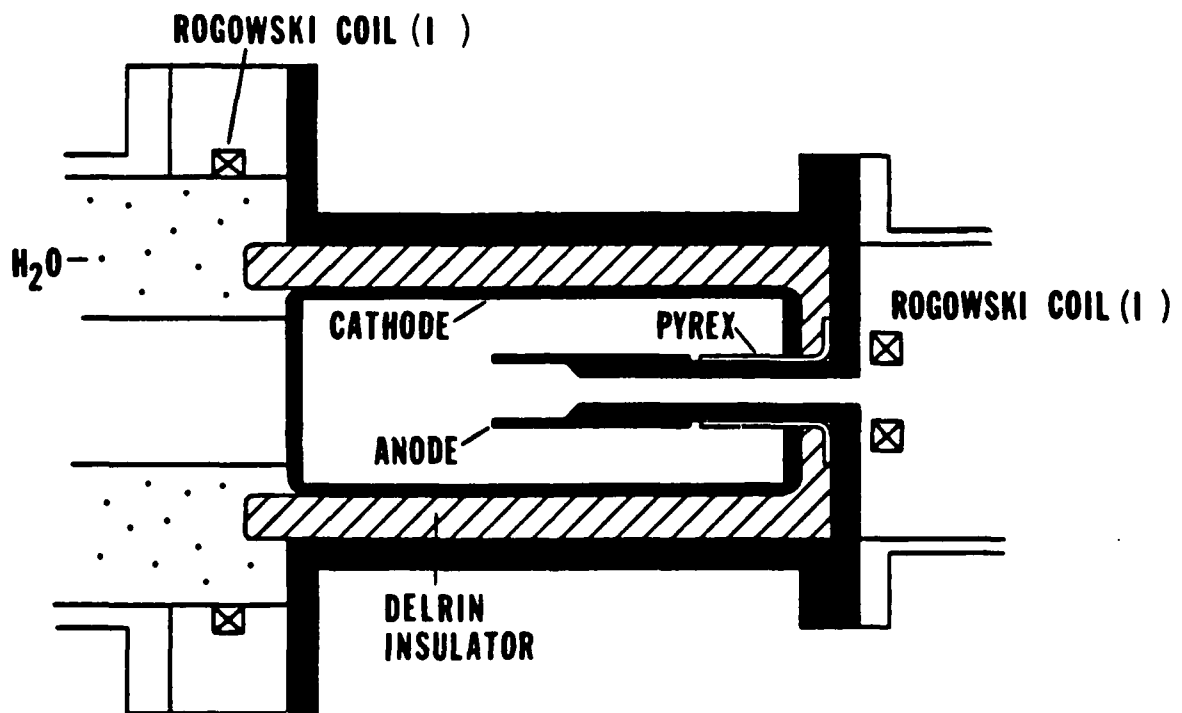 ROGOWSKI COIL (I )
H2O
CATHODE
PYREX
ROGOWSKI COIL (I )
ANODE
DELRIN
INSULATOR